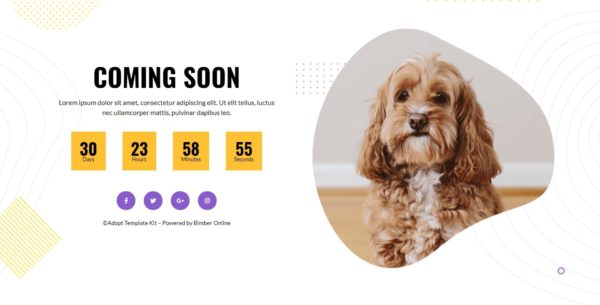 COMING SOON
Lorem ipsum dolor sit amet, consectetur adipiscing elit. Ut elit tellus, luctus
nec ullamcorper mattis, pulvinar dapibus leo.
30 23 58 55
Days Hours Minutes Seconds
©Adopt Template Kit – Powered by Bimber Online